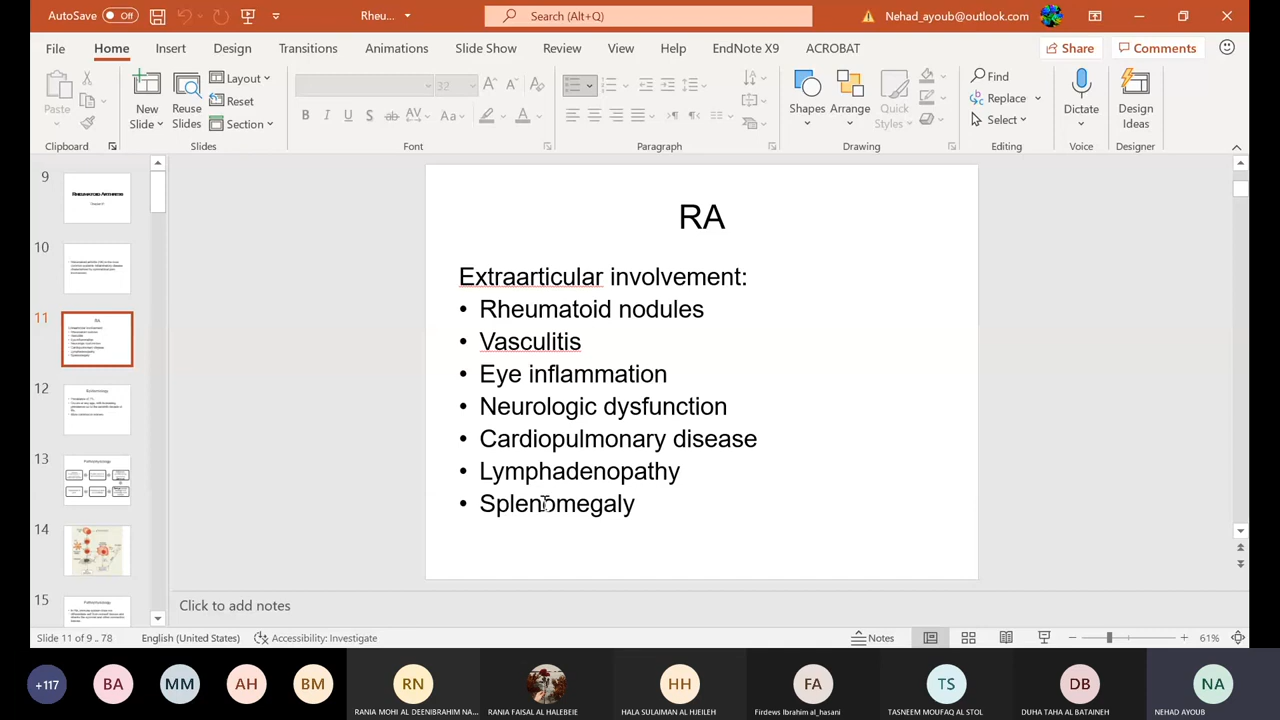 AutoSave Off Rheu... Search (Alt+Q) Nehad_ayoub@outlook.com
File Home Insert Design Transitions Animations Slide Show Review View Help EndNote X9 ACROBAT Share Comments
Paste New Slide Reuse Slides Layout Reset Section 32 Shapes Arrange Quick Styles Find Replace Select Dictate Design Ideas
Clipboard Slides Font Paragraph Drawing Editing Voice Designer
9
RHEUMATOID ARTHRITIS
10
11
12
Epidemiology
13
Pathophysiology
14
15
Pathophysiology
RA
Extraarticular involvement:
• Rheumatoid nodules
• Vasculitis
• Eye inflammation
• Neurologic dysfunction
• Cardiopulmonary disease
• Lymphadenopathy
• Splenomegaly
Click to add notes
Slide 11 of 9 .. 78 English (United States) Accessibility: Investigate Notes 61%
+117 BA MM AH BM RN HH FA TS DB NA
RANIA MOHI AL DEENIBRAHIM NA... RANIA FAISAL AL HALEBEIE HALA SULAIMAN AL HJEILEH Firdews Ibrahim al_hasani TASNEEM MOUFAQ AL STOL DUHA TAHA AL BATAINEH NEHAD AYOUB